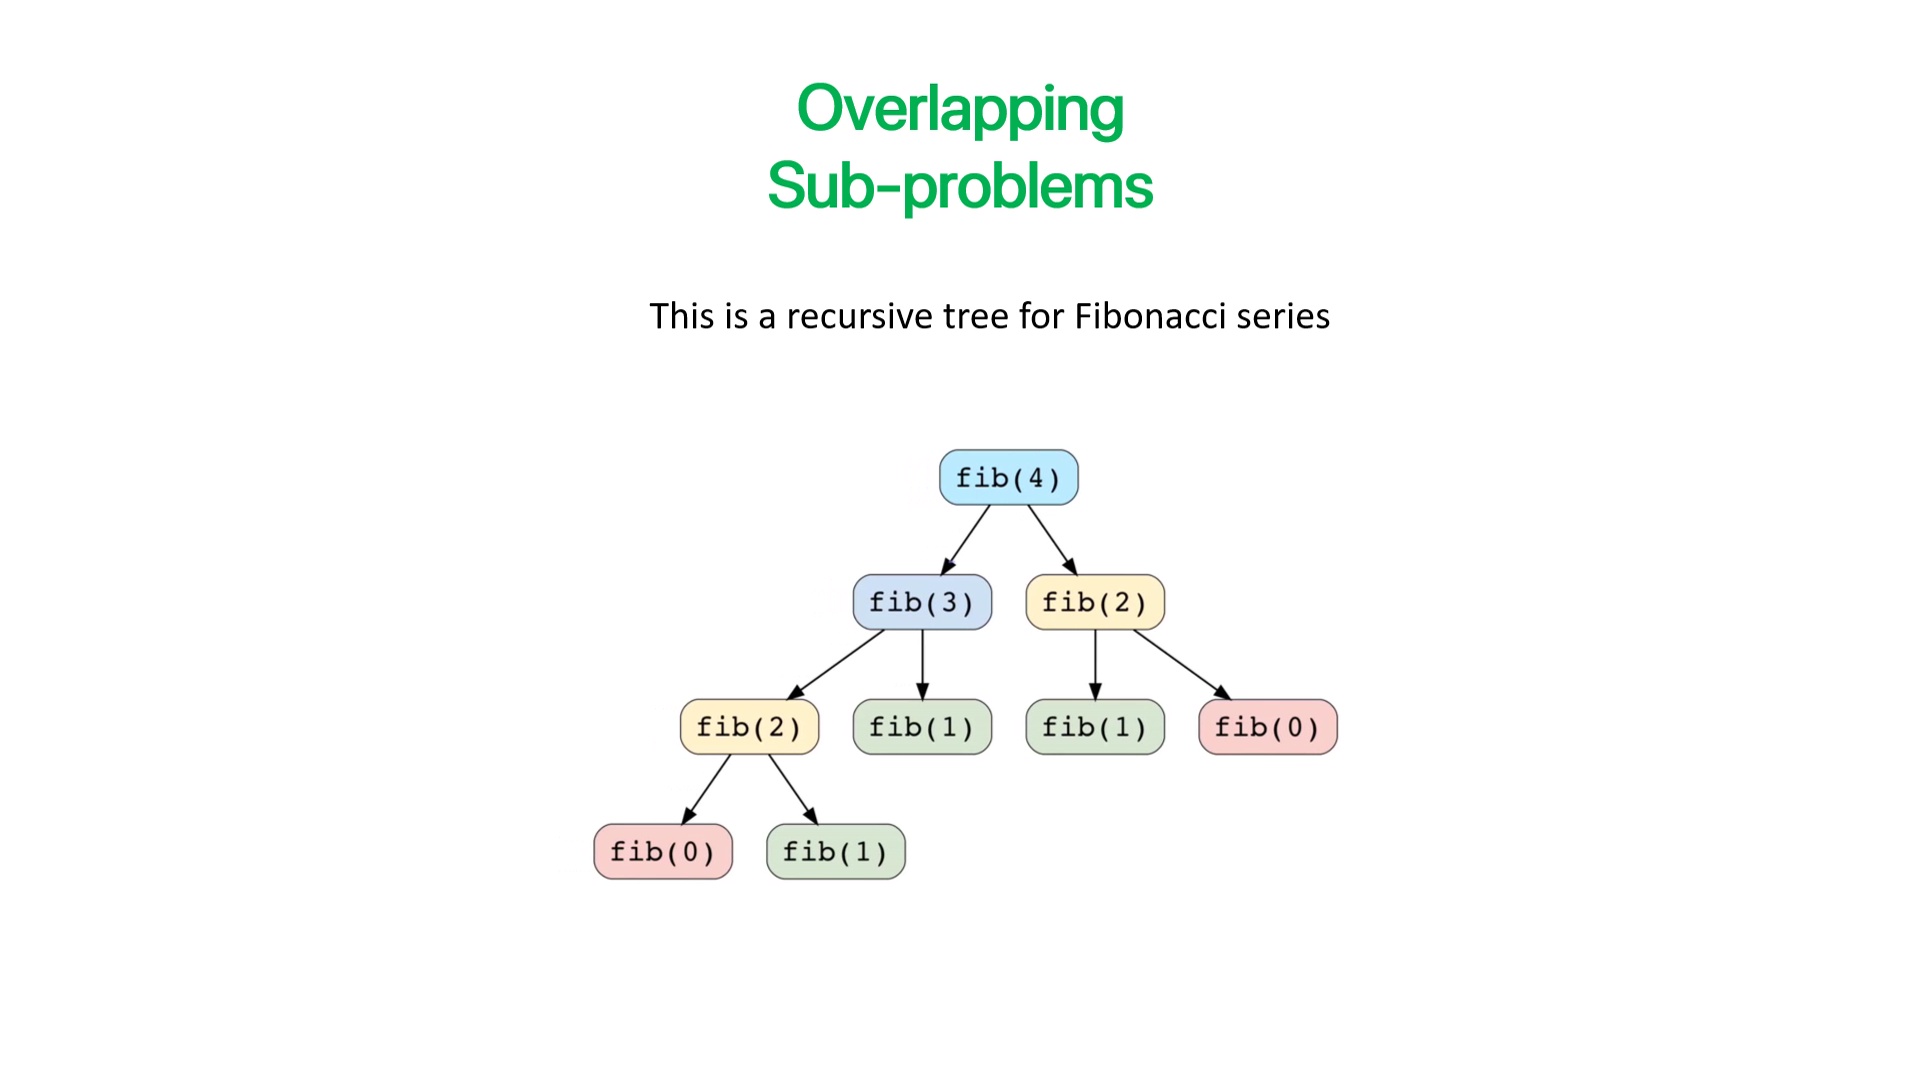 Overlapping
Sub-problems
This is a recursive tree for Fibonacci series
fib(4)
fib(3) fib(2)
fib(2) fib(1) fib(1) fib(0)
fib(0) fib(1)